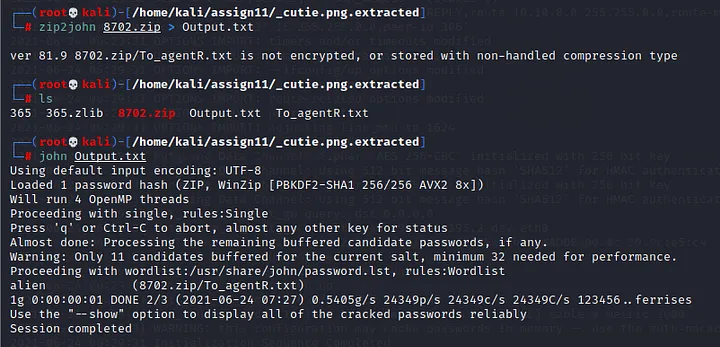 ┌──(root💀kali)-[/home/kali/assign11/_cutie.png.extracted]
└─# zip2john 8702.zip > Output.txt
ver 81.9 8702.zip/To_agentR.txt is not encrypted, or stored with non-handled compression type
┌──(root💀kali)-[/home/kali/assign11/_cutie.png.extracted]
└─# ls
365 365.zlib 8702.zip Output.txt To_agentR.txt
┌──(root💀kali)-[/home/kali/assign11/_cutie.png.extracted]
└─# john Output.txt
Using default input encoding: UTF-8
Loaded 1 password hash (ZIP, WinZip [PBKDF2-SHA1 256/256 AVX2 8x])
Will run 4 OpenMP threads
Proceeding with single, rules:Single
Press 'q' or Ctrl-C to abort, almost any other key for status
Almost done: Processing the remaining buffered candidate passwords, if any.
Warning: Only 11 candidates buffered for the current salt, minimum 32 needed for performance.
Proceeding with wordlist:/usr/share/john/password.lst, rules:Wordlist
alien (8702.zip/To_agentR.txt)
1g 0:00:00:01 DONE 2/3 (2021-06-24 07:27) 0.5405g/s 24349p/s 24349c/s 24349C/s 123456..ferrises
Use the "--show" option to display all of the cracked passwords reliably
Session completed